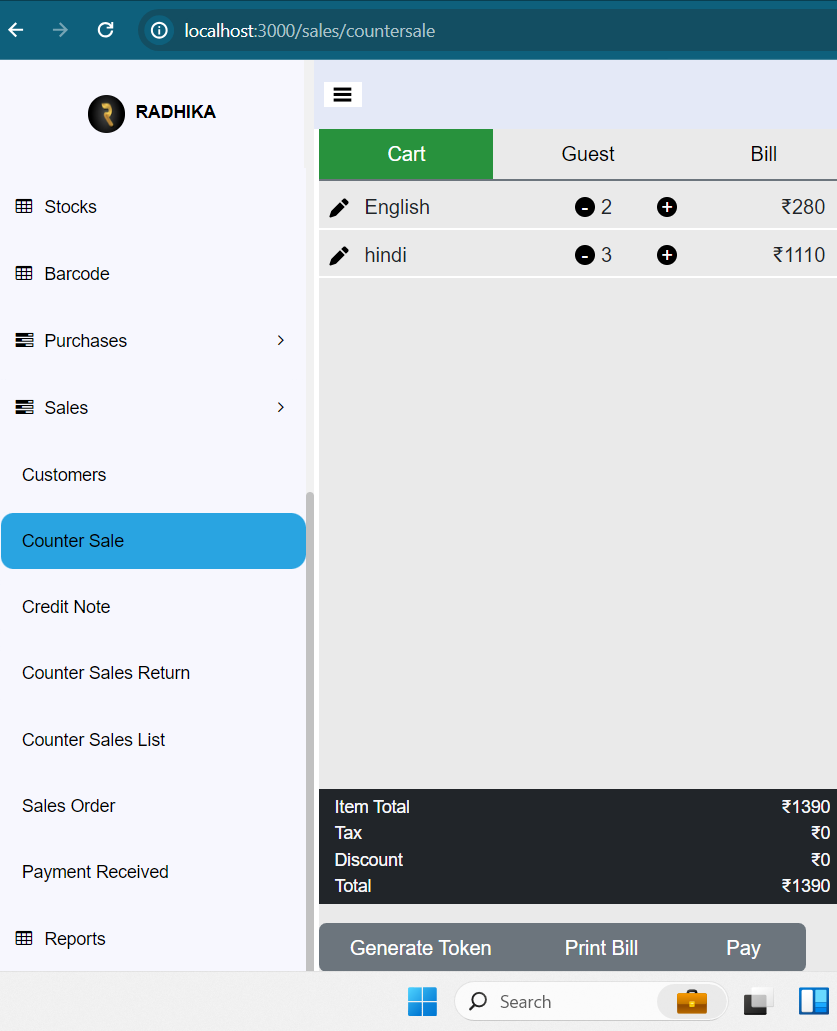 localhost:3000/sales/countersale
RADHIKA
Stocks
Barcode
Purchases
Sales
Customers
Counter Sale
Credit Note
Counter Sales Return
Counter Sales List
Sales Order
Payment Received
Reports
Cart Guest Bill
English - 2 + ₹280
hindi - 3 + ₹1110
Item Total ₹1390
Tax ₹0
Discount ₹0
Total ₹1390
Generate Token Print Bill Pay
Search